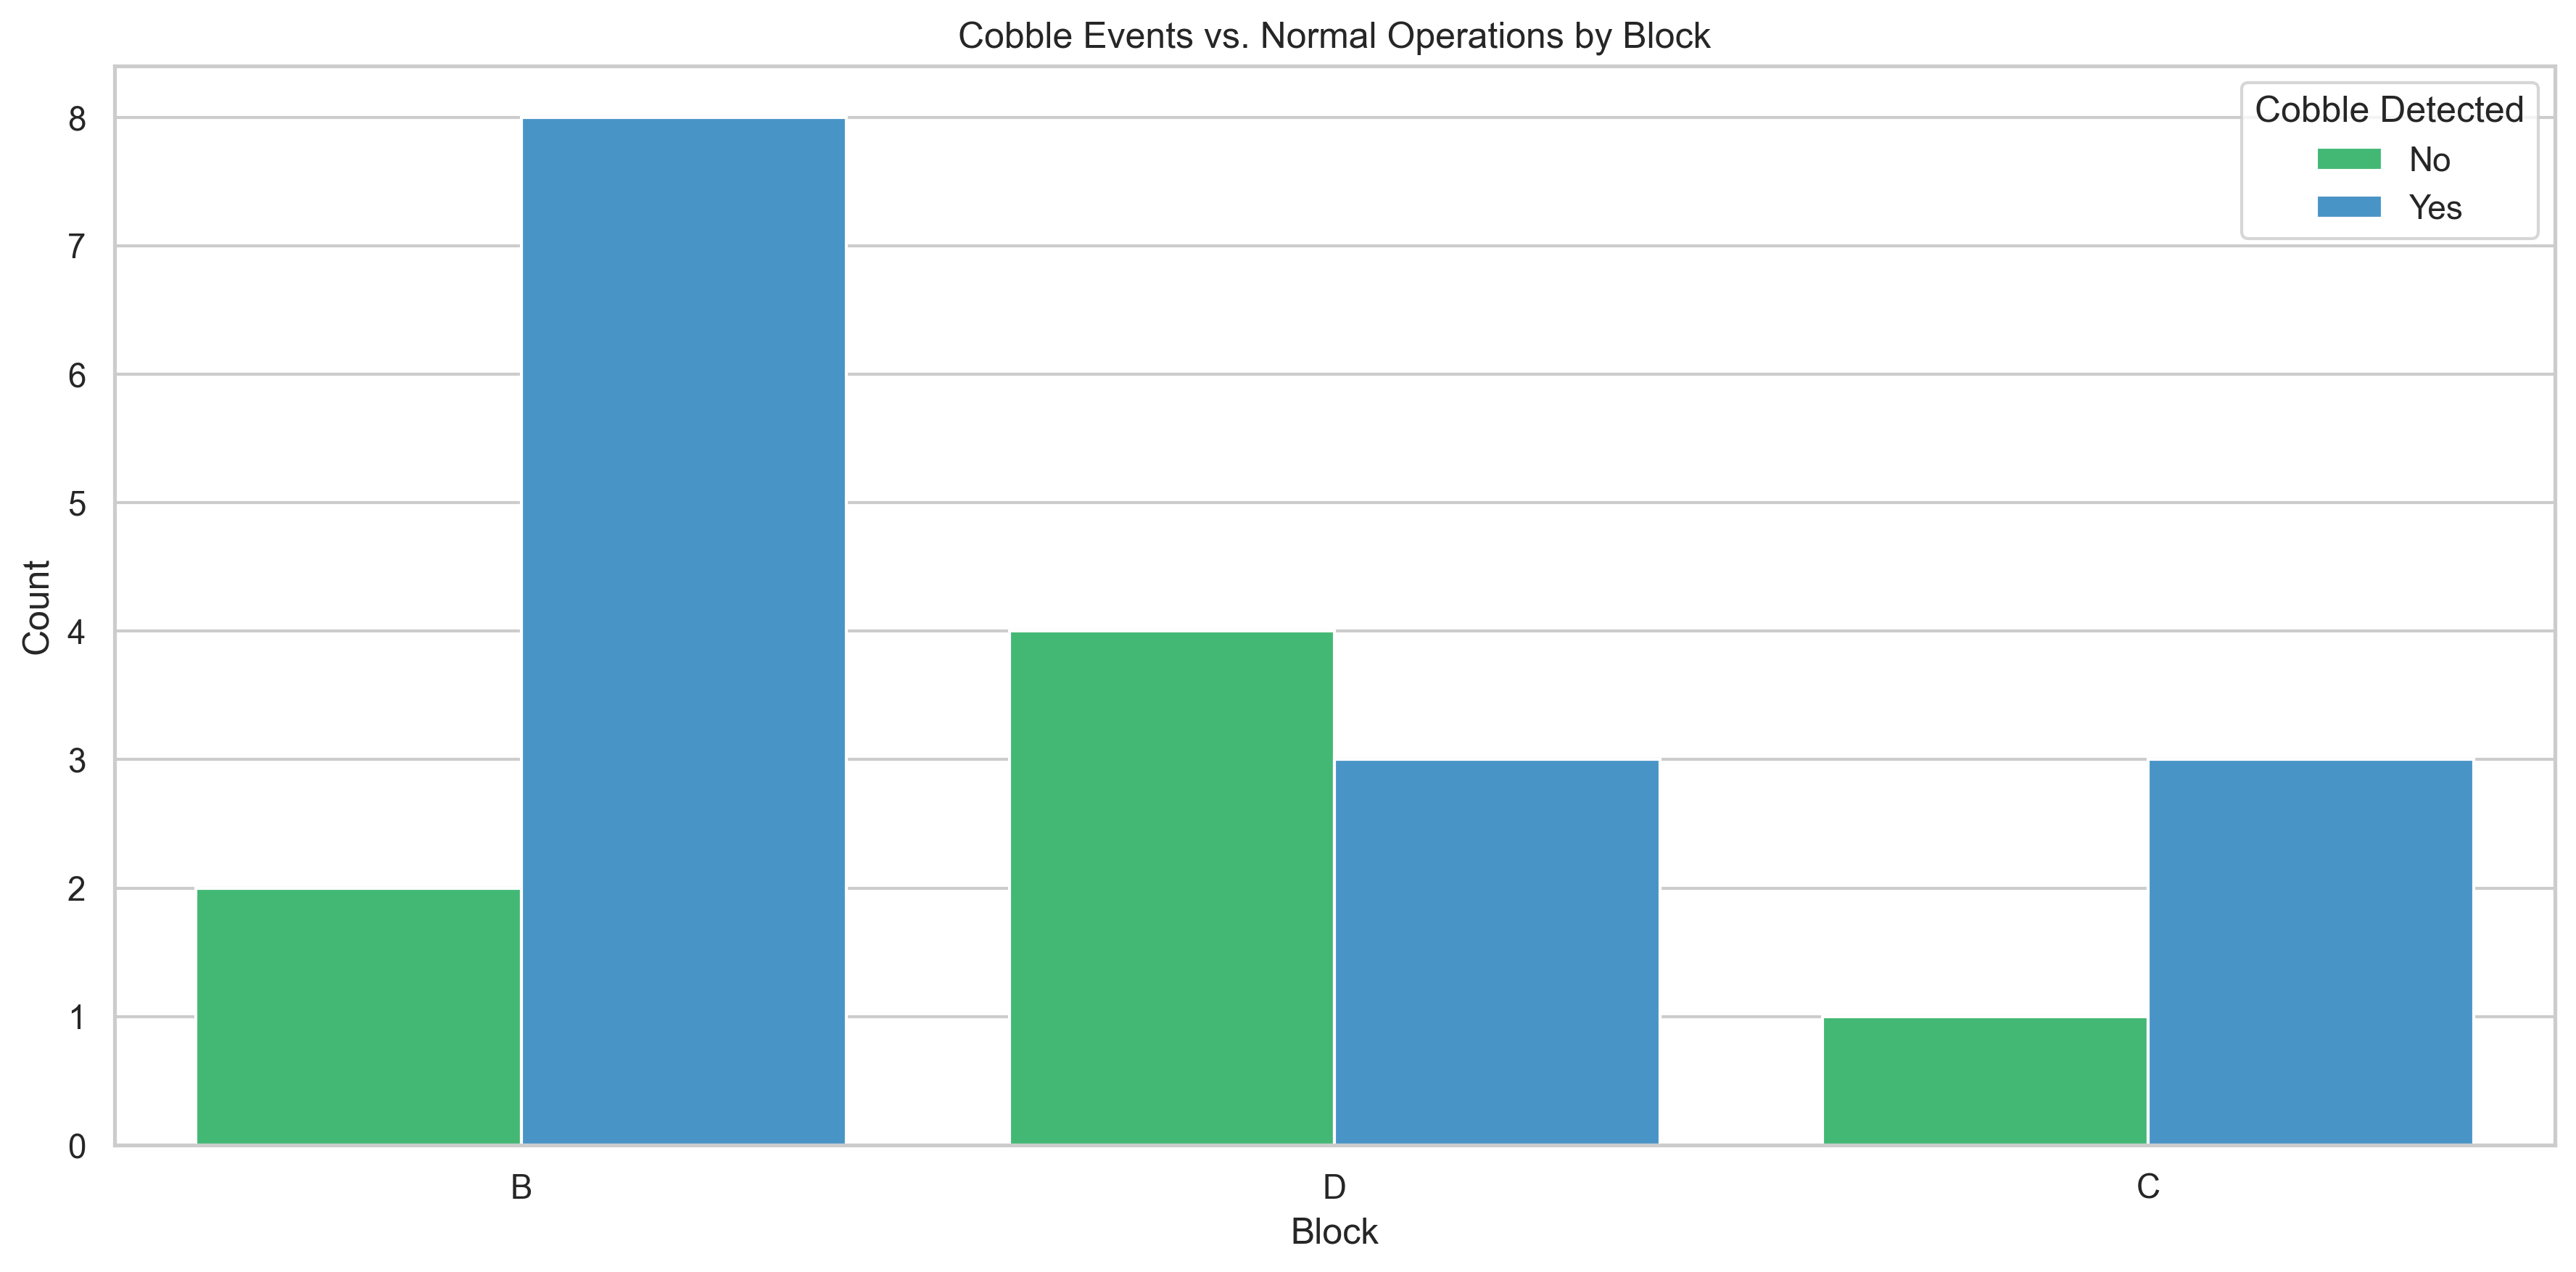 Cobble Events vs. Normal Operations by Block
Cobble Detected
No
Yes
Count
8
7
6
5
4
3
2
1
0
B
D
C
Block